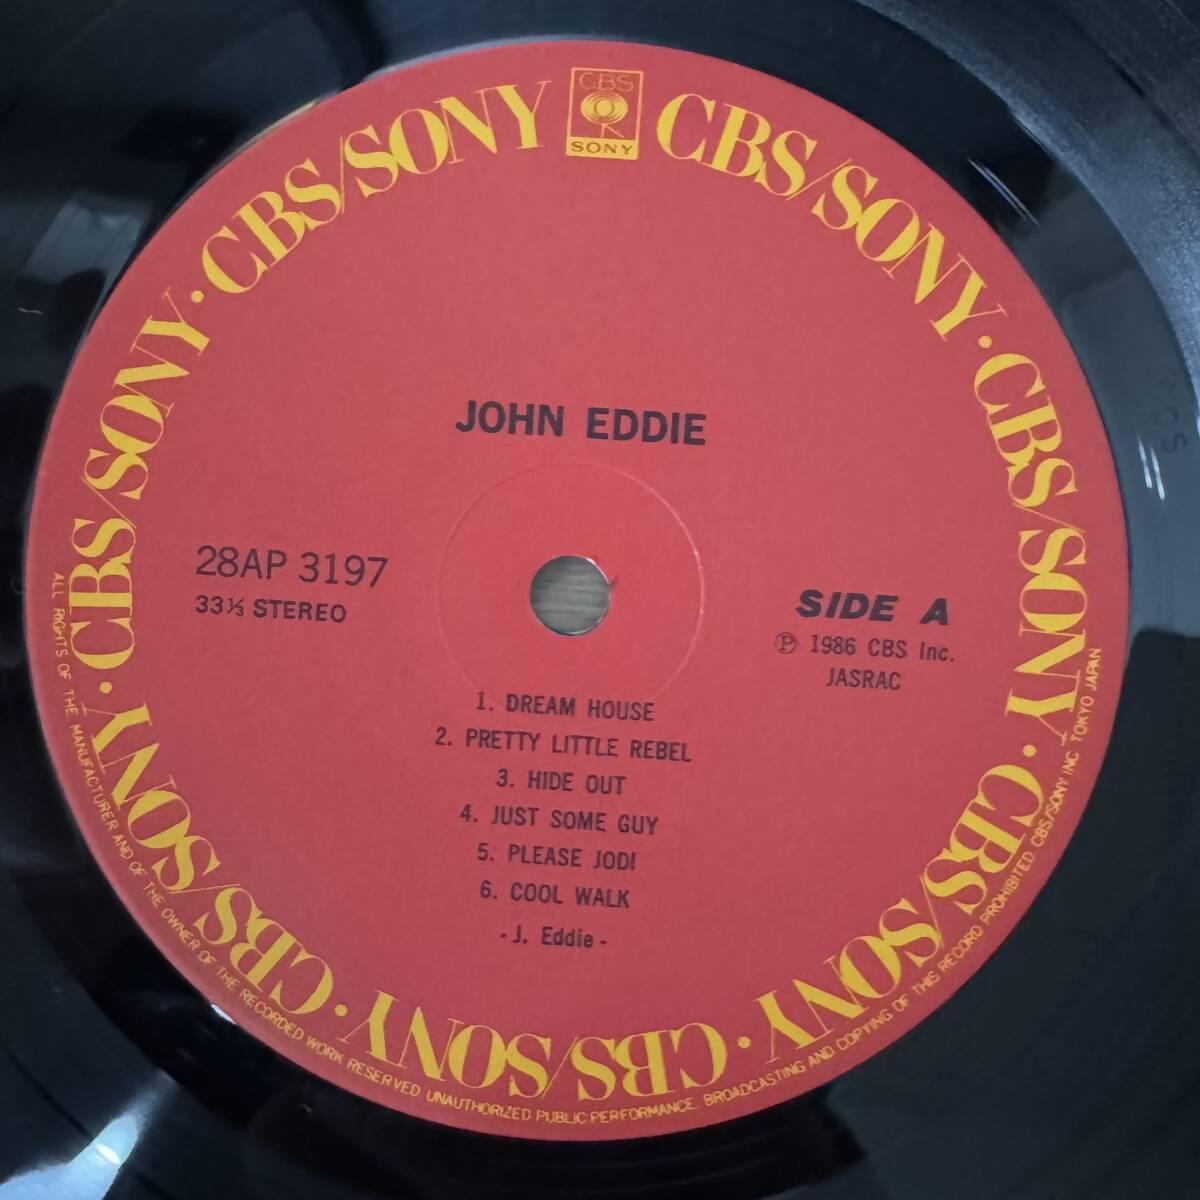 CBS
SONY
CBS/SONY · CBS/SONY · CBS/SONY · CBS/SONY · CBS/SONY · CBS/SONY · CBS/SONY · CBS/SONY · CBS/SONY
JOHN EDDIE
28AP 3197
33⅓ STEREO
SIDE A
Ⓟ 1986 CBS Inc.
JASRAC
1. DREAM HOUSE
2. PRETTY LITTLE REBEL
3. HIDE OUT
4. JUST SOME GUY
5. PLEASE JODI
6. COOL WALK
- J. Eddie -
ALL RIGHTS OF THE MANUFACTURER AND OF THE OWNER OF THE RECORDED WORK RESERVED UNAUTHORIZED PUBLIC PERFORMANCE, BROADCASTING AND COPYING OF THIS RECORD PROHIBITED CBS/SONY INC. TOKYO JAPAN